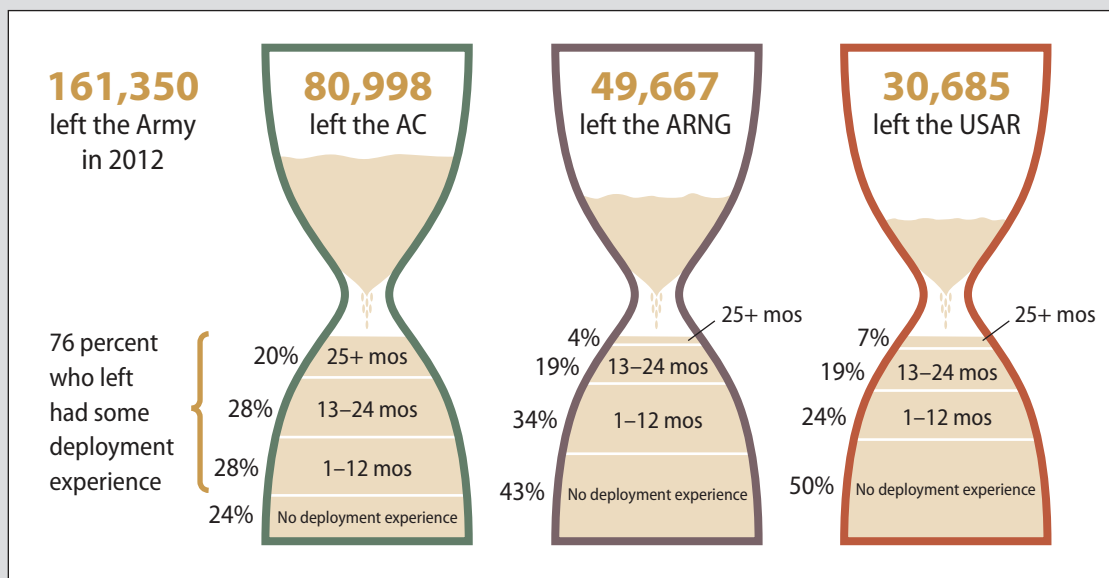 161,350
left the Army
in 2012
80,998
left the AC
49,667
left the ARNG
30,685
left the USAR
76 percent
who left
had some
deployment
experience
20%
25+ mos
28%
13–24 mos
28%
1–12 mos
24%
No deployment experience
4%
25+ mos
19%
13–24 mos
34%
1–12 mos
43%
No deployment experience
7%
25+ mos
19%
13–24 mos
24%
1–12 mos
50%
No deployment experience